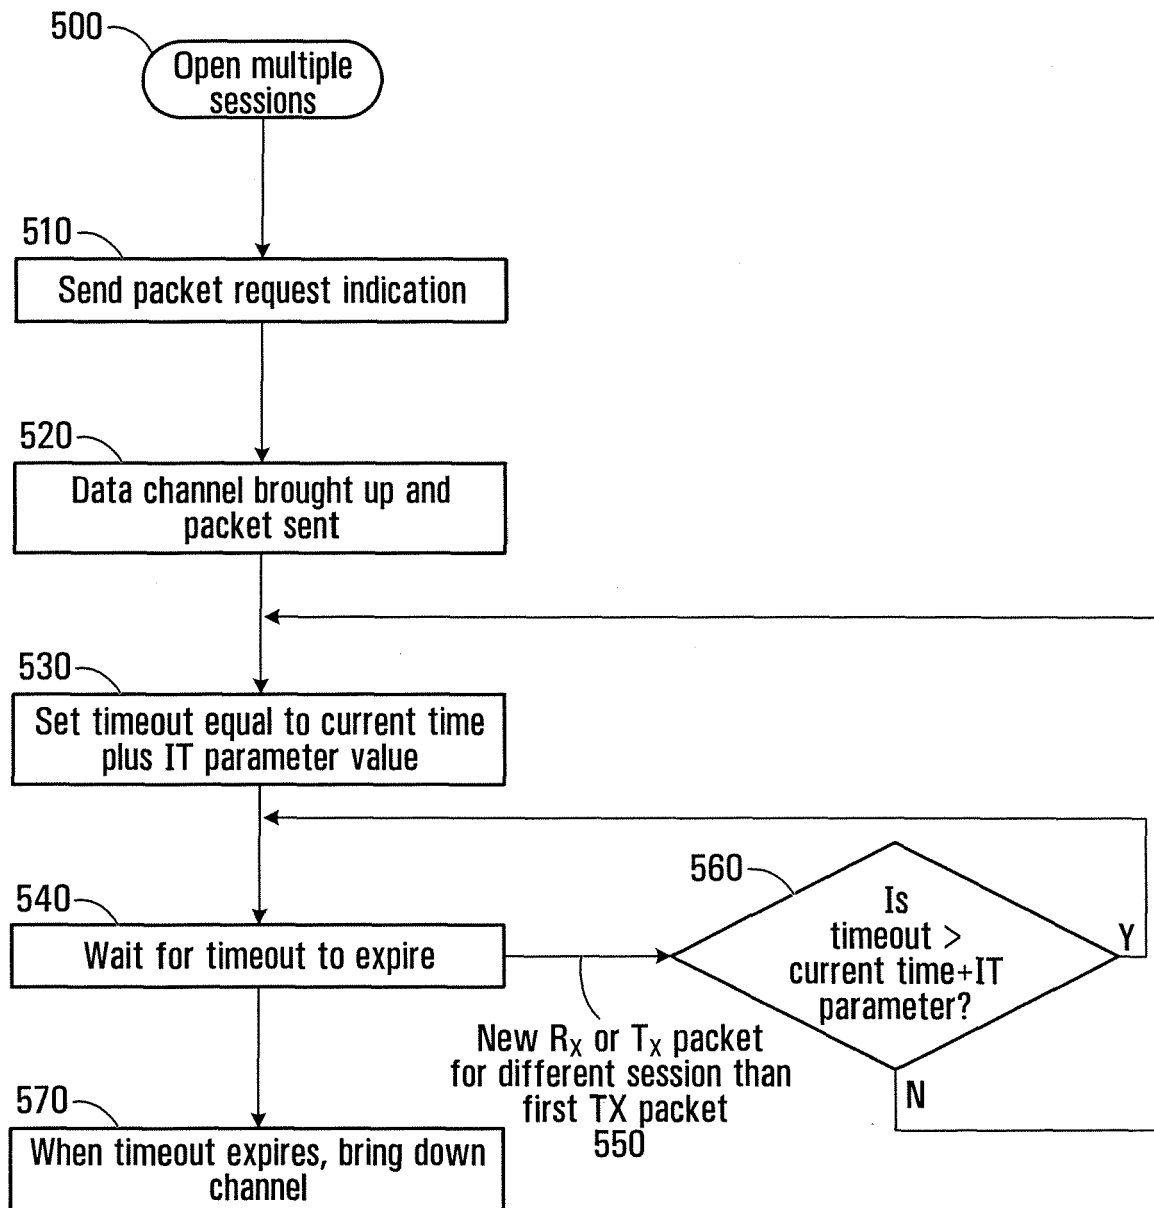 500
Open multiple
sessions
510
Send packet request indication
520
Data channel brought up and
packet sent
530
Set timeout equal to current time
plus IT parameter value
540
Wait for timeout to expire
560
Is
timeout >
current time+IT
parameter?
Y
N
New Rx or Tx packet
for different session than
first TX packet
550
570
When timeout expires, bring down
channel